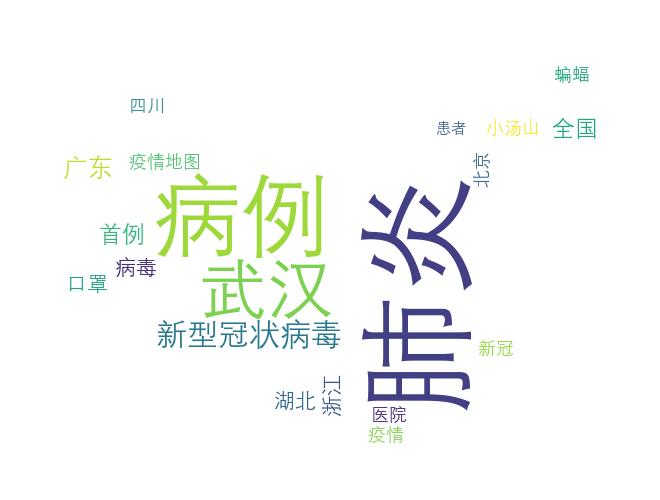 蝙蝠
四川
患者
小汤山
全国
广东
疫情地图
北京
病例
肺炎
首例
病毒
武汉
口罩
新型冠状病毒
新冠
湖北
浙江
医院
疫情